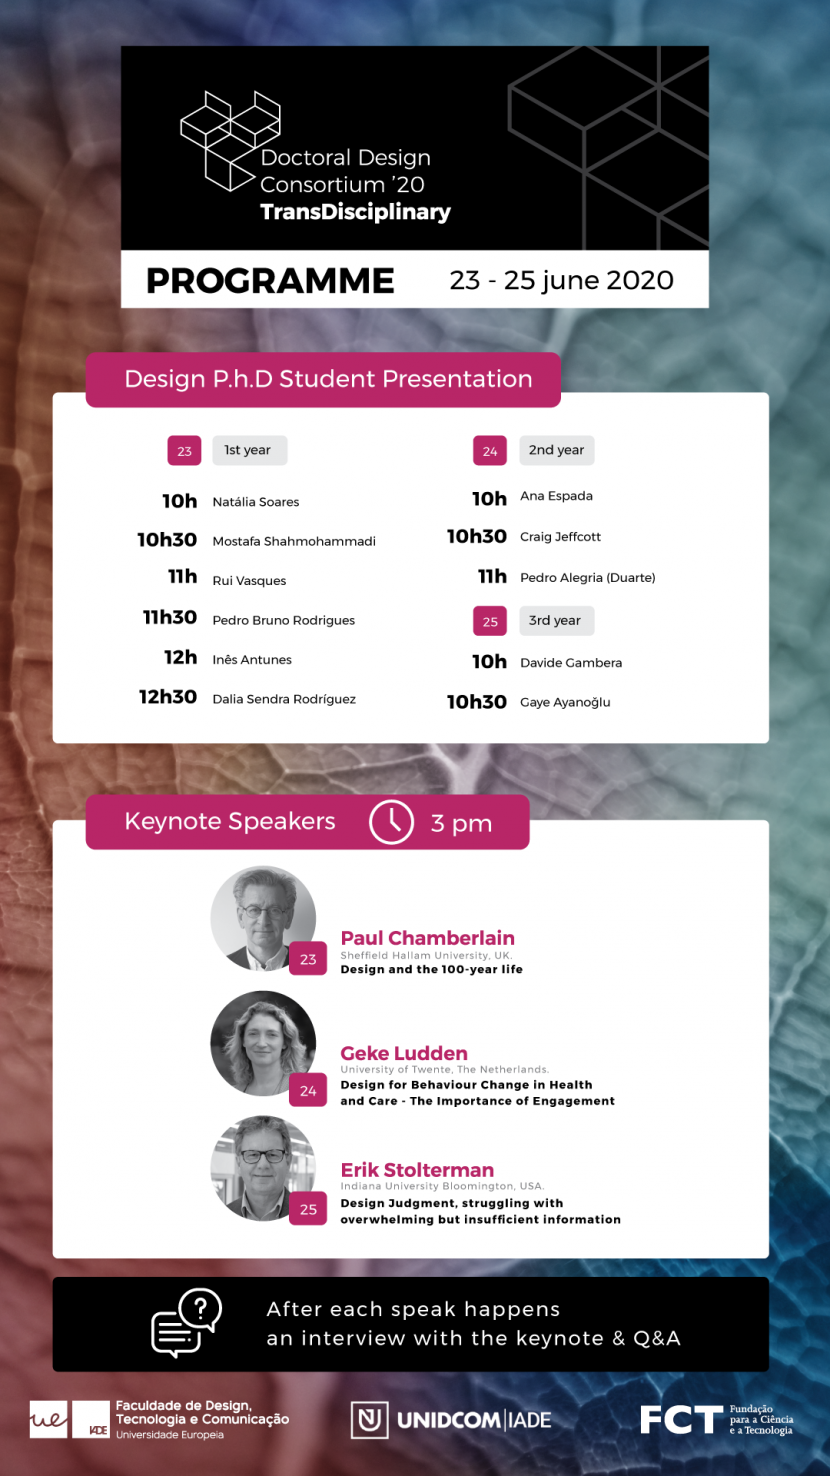 Doctoral Design
Consortium ’20
TransDisciplinary
PROGRAMME 23 - 25 june 2020
Design P.h.D Student Presentation
23 1st year
10h Natália Soares
10h30 Mostafa Shahmohammadi
11h Rui Vasques
11h30 Pedro Bruno Rodrigues
12h Inês Antunes
12h30 Dalia Sendra Rodríguez
24 2nd year
10h Ana Espada
10h30 Craig Jeffcott
11h Pedro Alegria (Duarte)
25 3rd year
10h Davide Gambera
10h30 Gaye Ayanoğlu
Keynote Speakers 3 pm
23
Paul Chamberlain
Sheffield Hallam University, UK.
Design and the 100-year life
24
Geke Ludden
University of Twente, The Netherlands.
Design for Behaviour Change in Health
and Care - The Importance of Engagement
25
Erik Stolterman
Indiana University Bloomington, USA.
Design Judgment, struggling with
overwhelming but insufficient information
?
After each speak happens
an interview with the keynote & Q&A
ue IADE
Faculdade de Design,
Tecnologia e Comunicação
Universidade Europeia
UNIDCOM|IADE
FCT
Fundação
para a Ciência
e a Tecnologia